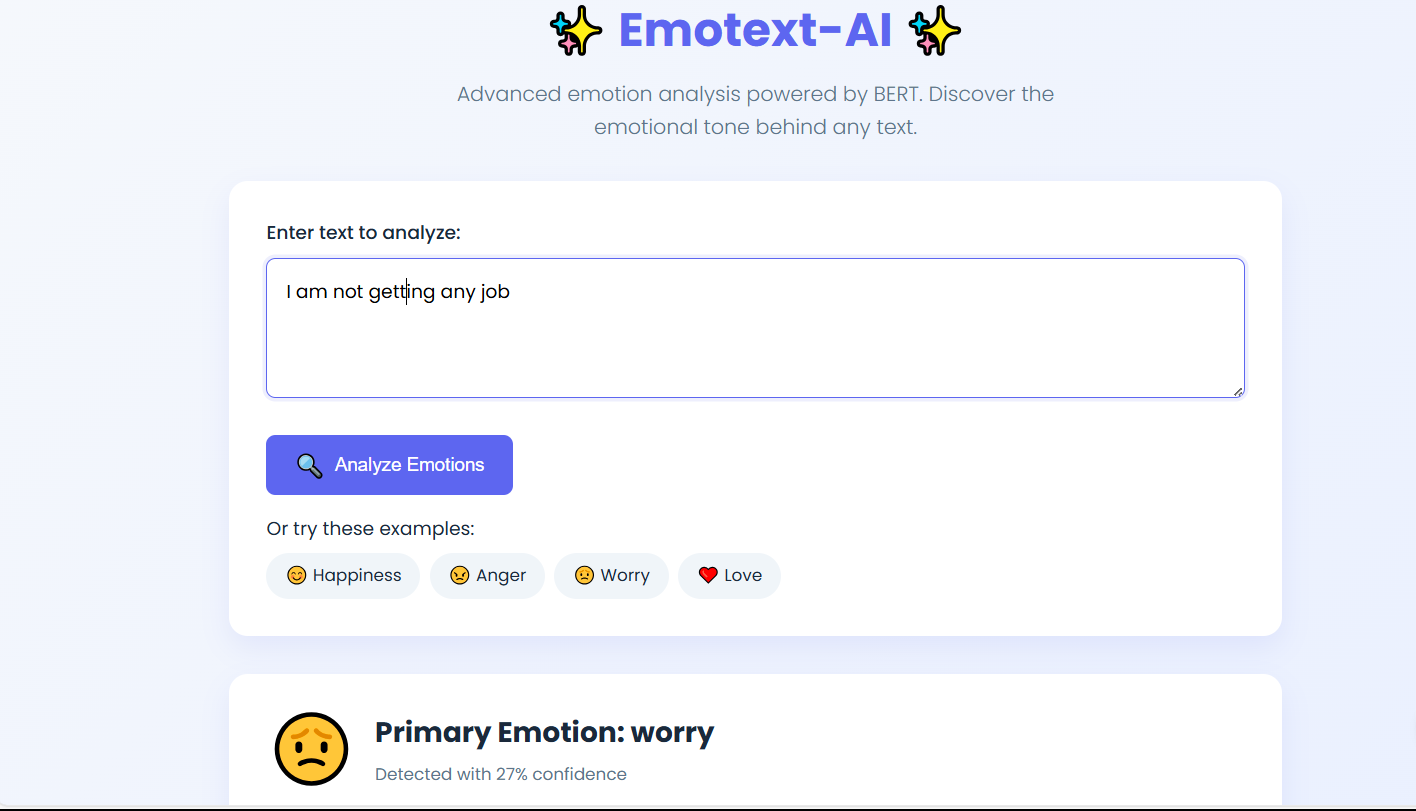 ✨ Emotext-AI ✨
Advanced emotion analysis powered by BERT. Discover the
emotional tone behind any text.
Enter text to analyze:
I am not getting any job
🔍 Analyze Emotions
Or try these examples:
😊 Happiness 😠 Anger 😟 Worry ❤️ Love
Primary Emotion: worry
Detected with 27% confidence